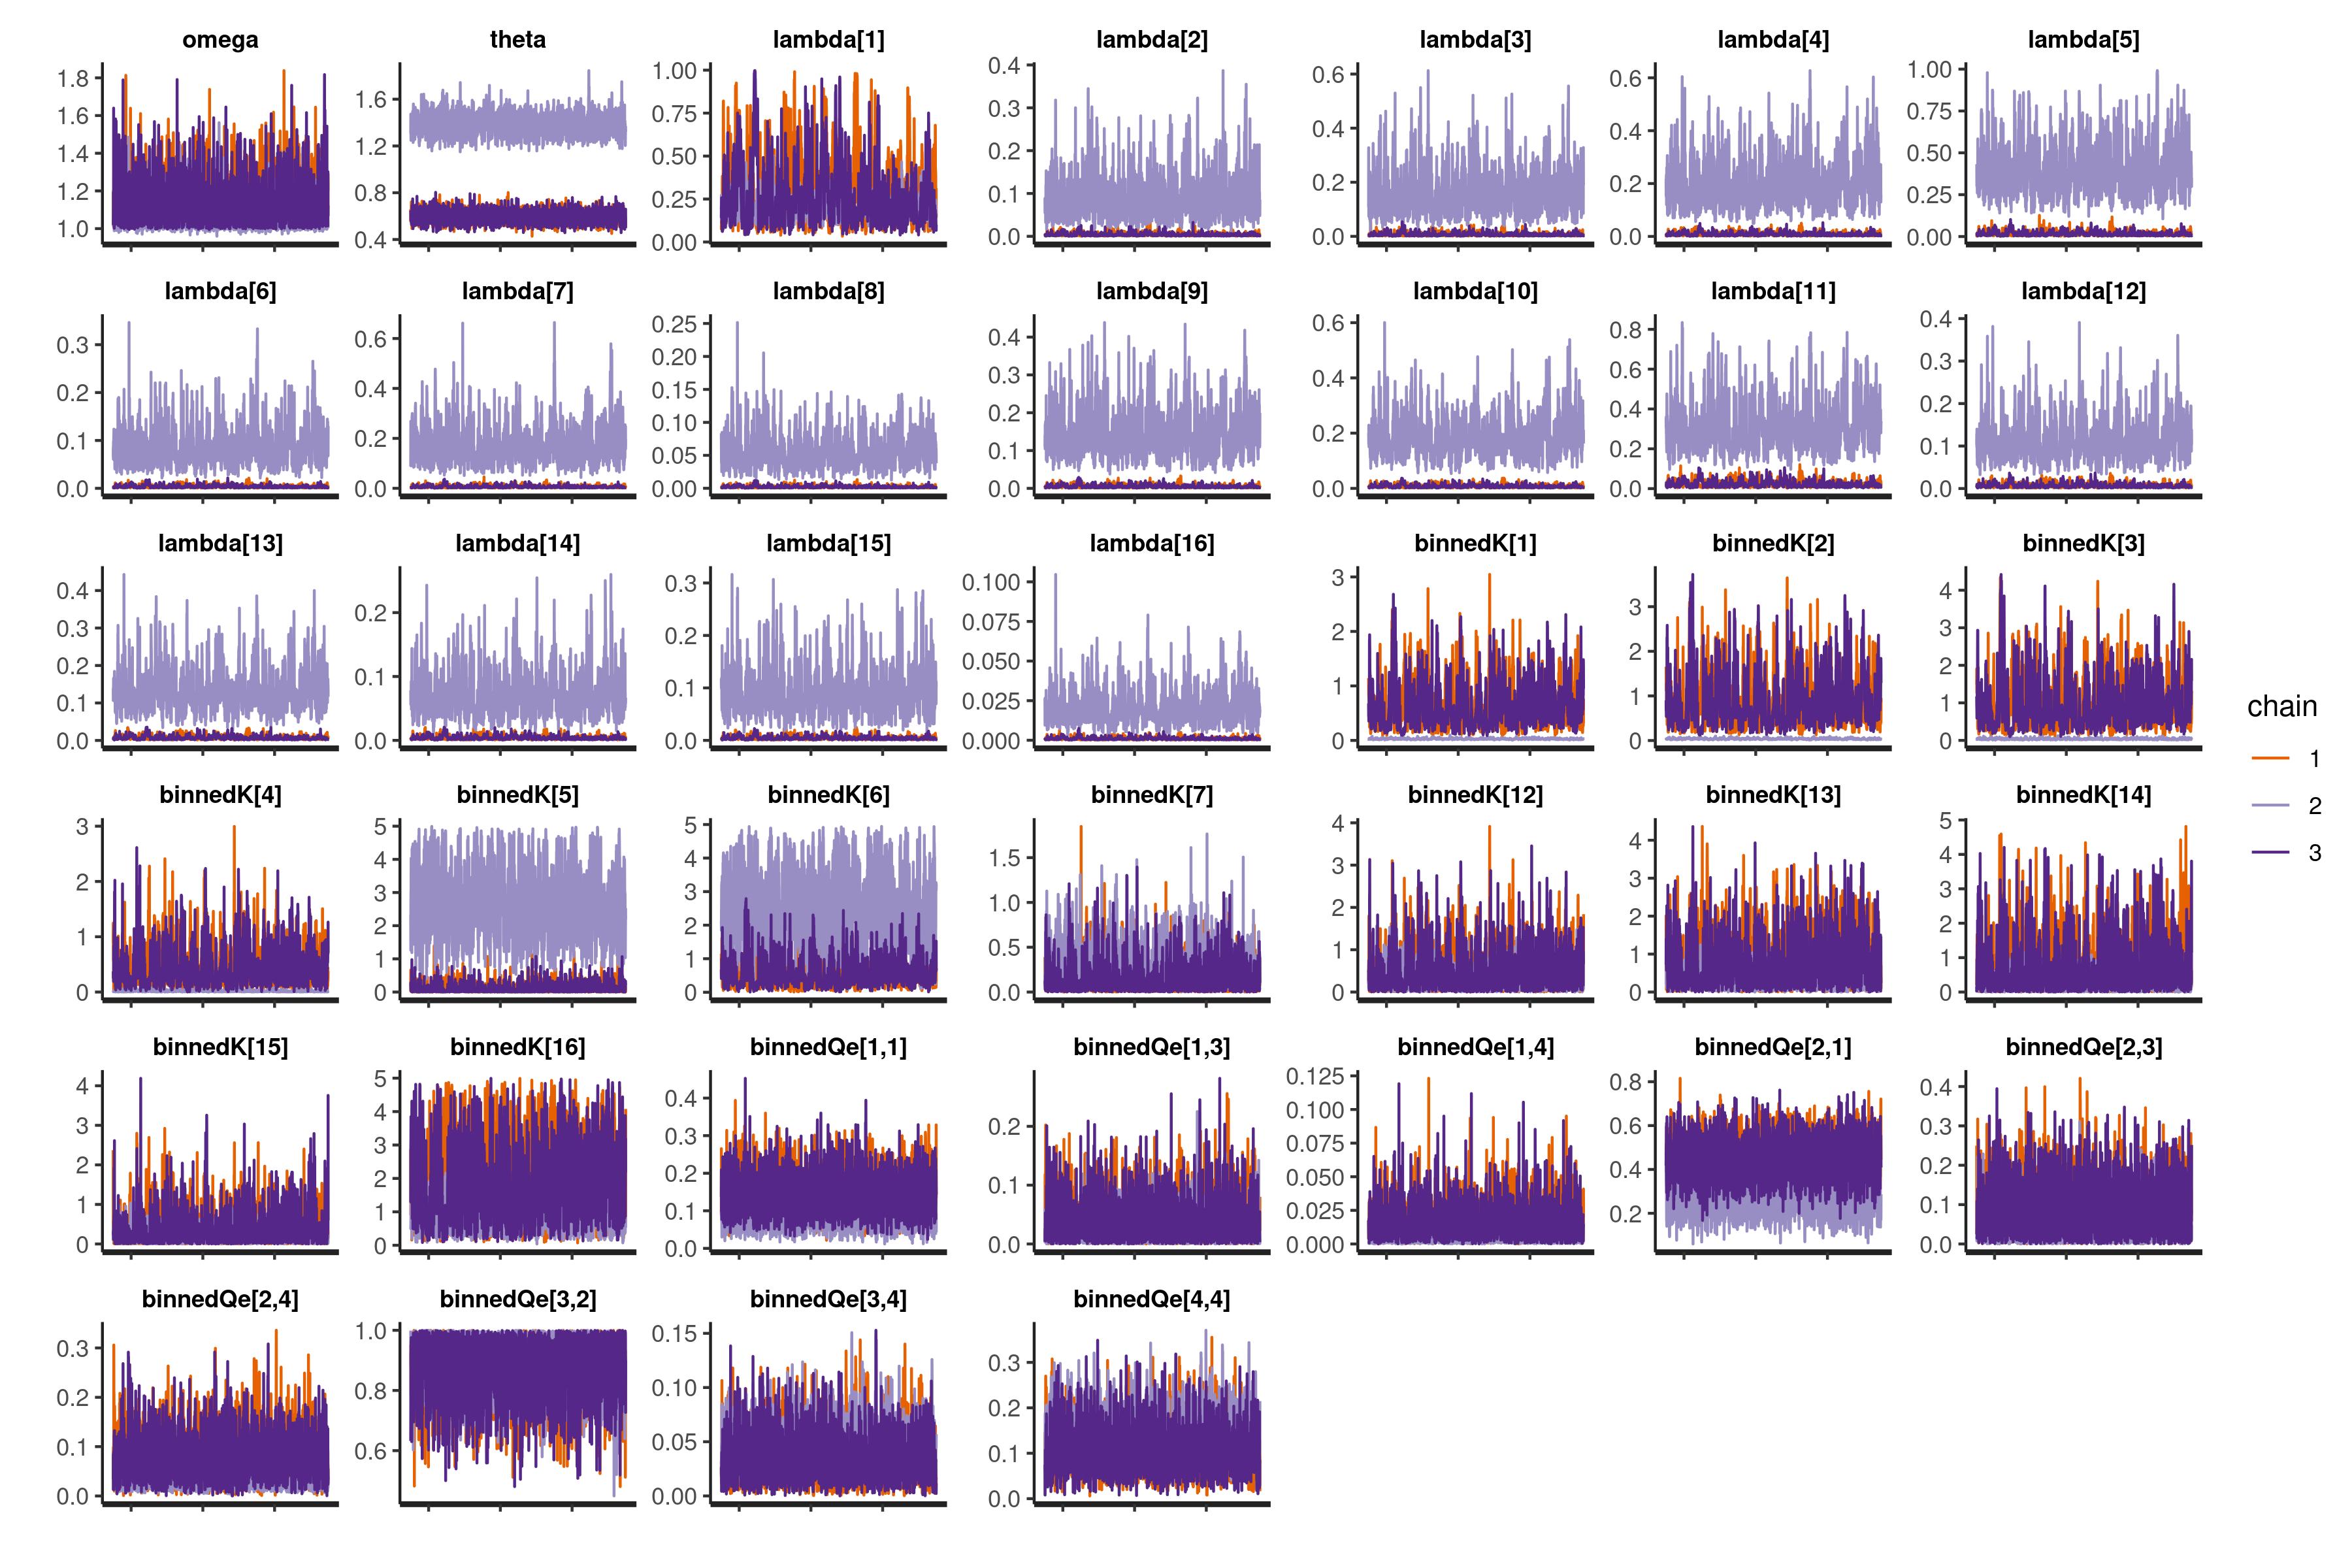 omega theta lambda[1] lambda[2] lambda[3] lambda[4] lambda[5]
1.8 1.6 1.4 1.2 1.0
1.6 1.2 0.8 0.4
1.00 0.75 0.50 0.25 0.00
0.4 0.3 0.2 0.1 0.0
0.6 0.4 0.2 0.0
0.6 0.4 0.2 0.0
1.00 0.75 0.50 0.25 0.00
lambda[6] lambda[7] lambda[8] lambda[9] lambda[10] lambda[11] lambda[12]
0.3 0.2 0.1 0.0
0.6 0.4 0.2 0.0
0.25 0.20 0.15 0.10 0.05 0.00
0.4 0.3 0.2 0.1 0.0
0.6 0.4 0.2 0.0
0.8 0.6 0.4 0.2 0.0
0.4 0.3 0.2 0.1 0.0
lambda[13] lambda[14] lambda[15] lambda[16] binnedK[1] binnedK[2] binnedK[3]
0.4 0.3 0.2 0.1 0.0
0.2 0.1 0.0
0.3 0.2 0.1 0.0
0.100 0.075 0.050 0.025 0.000
3 2 1 0
3 2 1 0
4 3 2 1 0
binnedK[4] binnedK[5] binnedK[6] binnedK[7] binnedK[12] binnedK[13] binnedK[14]
3 2 1 0
5 4 3 2 1 0
5 4 3 2 1 0
1.5 1.0 0.5 0.0
4 3 2 1 0
4 3 2 1 0
5 4 3 2 1 0
binnedK[15] binnedK[16] binnedQe[1,1] binnedQe[1,3] binnedQe[1,4] binnedQe[2,1] binnedQe[2,3]
4 3 2 1 0
5 4 3 2 1 0
0.4 0.3 0.2 0.1 0.0
0.2 0.1 0.0
0.125 0.100 0.075 0.050 0.025 0.000
0.8 0.6 0.4 0.2
0.4 0.3 0.2 0.1 0.0
binnedQe[2,4] binnedQe[3,2] binnedQe[3,4] binnedQe[4,4]
0.3 0.2 0.1 0.0
1.0 0.8 0.6
0.15 0.10 0.05 0.00
0.3 0.2 0.1 0.0
chain
1
2
3